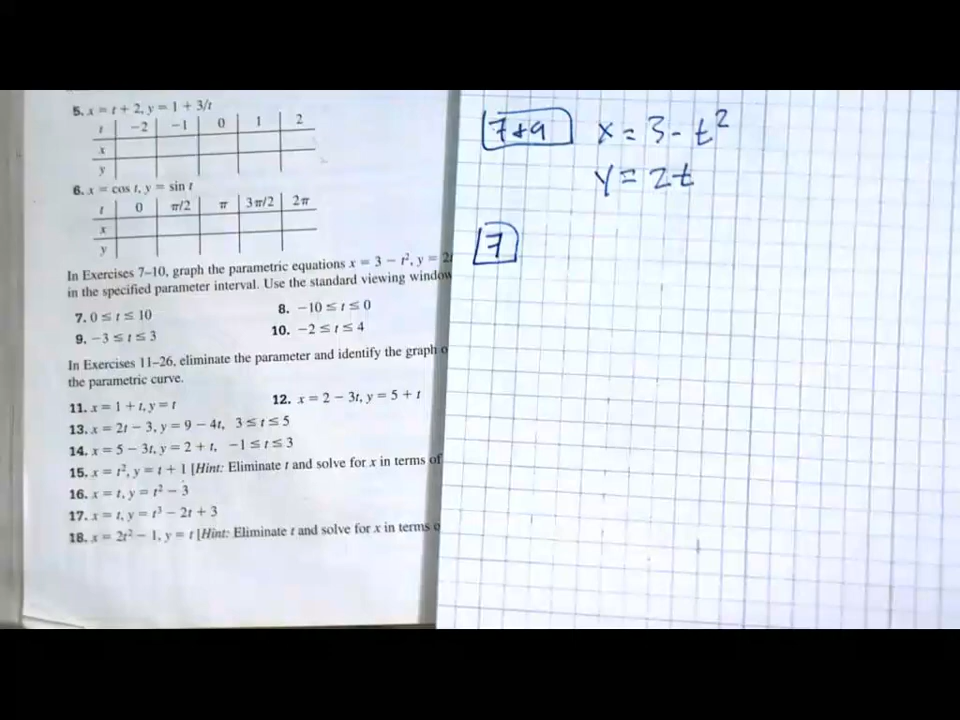 5. x = t + 2, y = 1 + 3/t
t -2 -1 0 1 2
x
y
6. x = cos t, y = sin t
t 0 π/2 π 3π/2 2π
x
y
In Exercises 7–10, graph the parametric equations x = 3 − t², y = 2t
in the specified parameter interval. Use the standard viewing window
7. 0 ≤ t ≤ 10 8. −10 ≤ t ≤ 0
9. −3 ≤ t ≤ 3 10. −2 ≤ t ≤ 4
In Exercises 11–26, eliminate the parameter and identify the graph o
the parametric curve.
11. x = 1 + t, y = t 12. x = 2 − 3t, y = 5 + t
13. x = 2t − 3, y = 9 − 4t, 3 ≤ t ≤ 5
14. x = 5 − 3t, y = 2 + t, −1 ≤ t ≤ 3
15. x = t², y = t + 1 [Hint: Eliminate t and solve for x in terms of
16. x = t, y = t² − 3
17. x = t, y = t³ − 2t + 3
18. x = 2t² − 1, y = t [Hint: Eliminate t and solve for x in terms o
7+9 x = 3 - t²
y = 2t
7